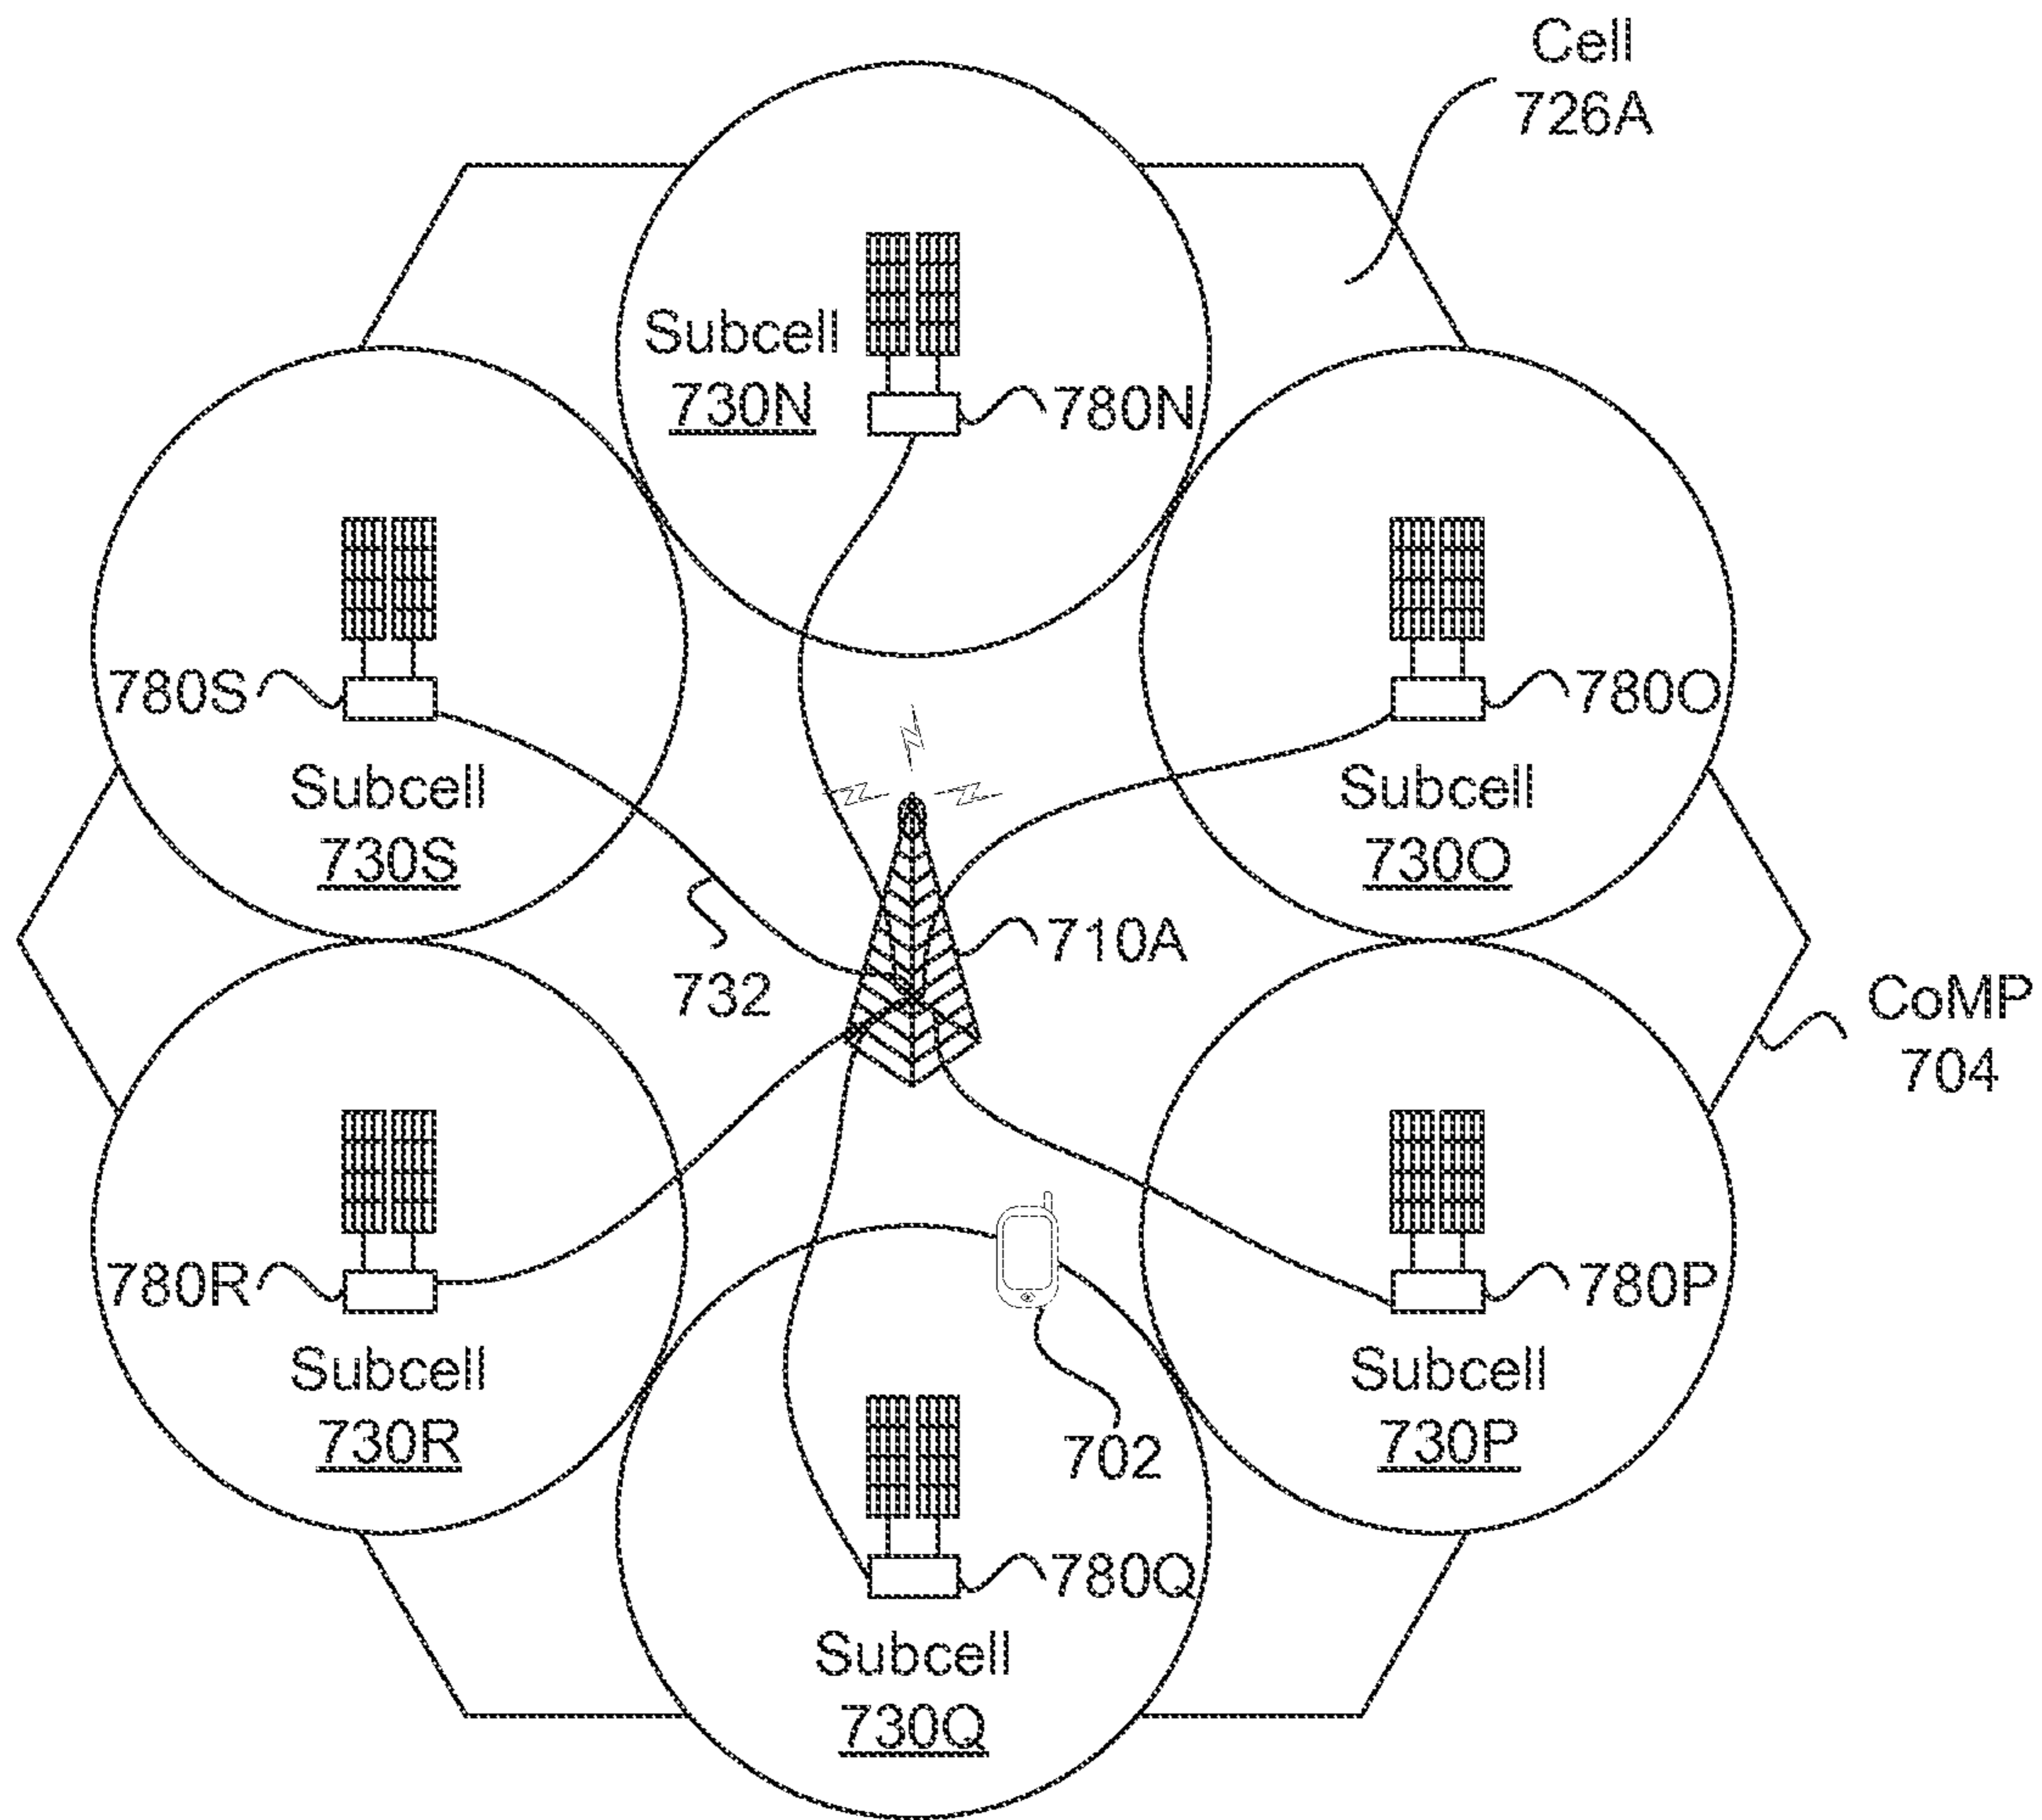 Cell
726A
Subcell
730N
780N
780S
780O
Subcell
730S
Subcell
730O
710A
732
CoMP
704
780R
780P
Subcell
730R
Subcell
730P
702
780Q
Subcell
730Q